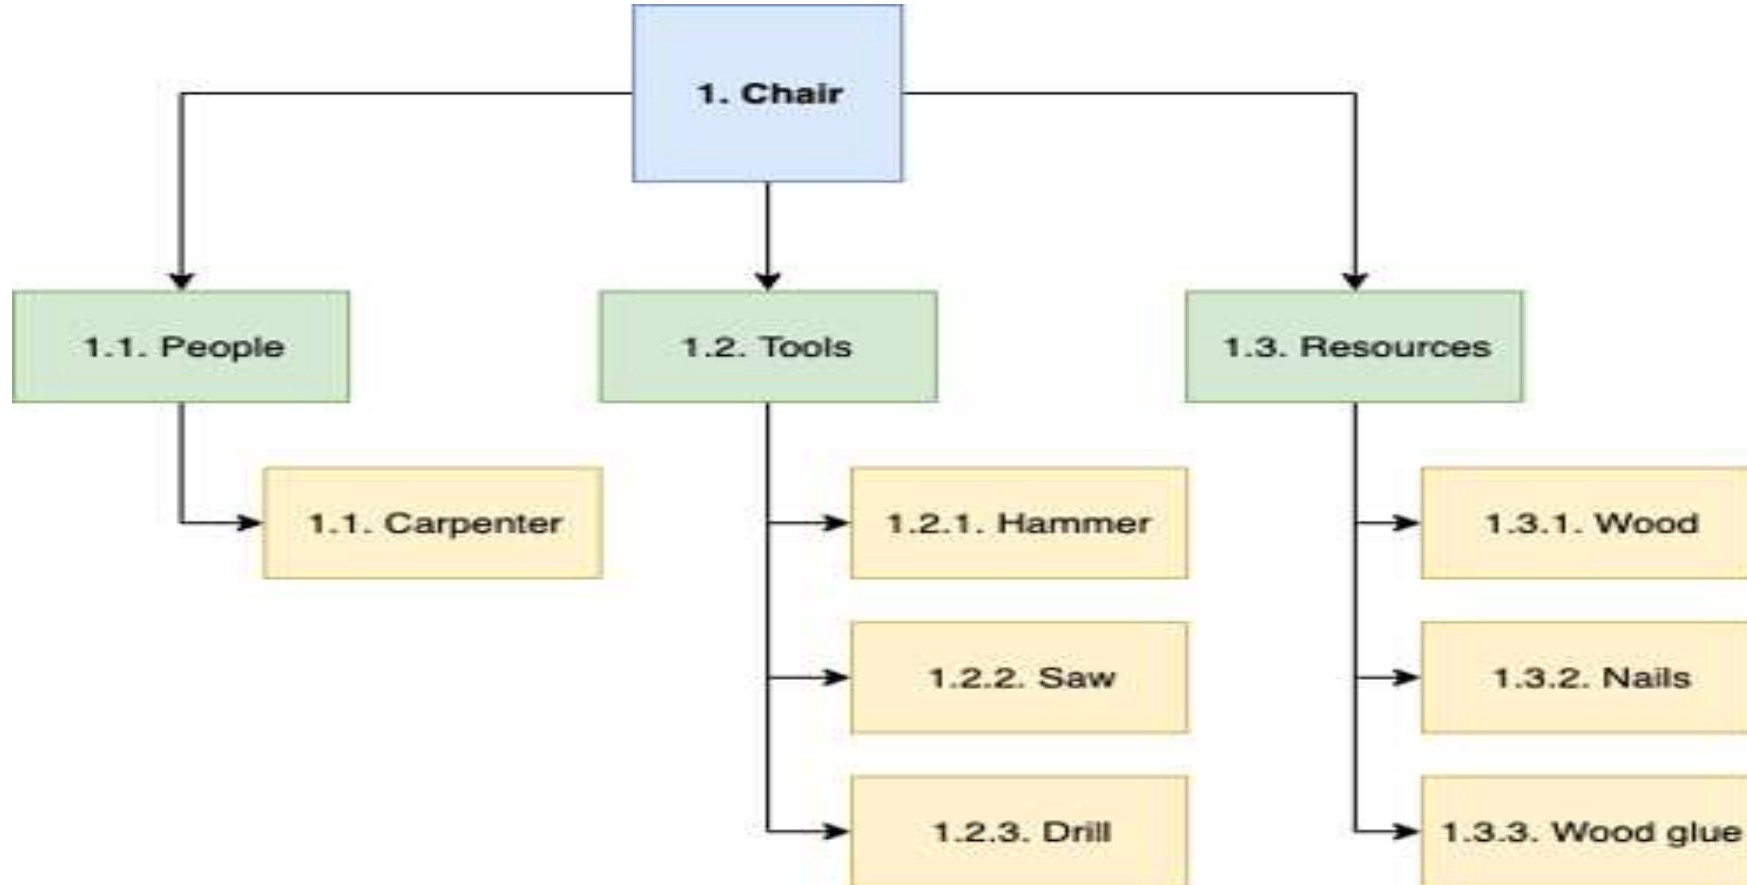 1. Chair
1.1. People
1.2. Tools
1.3. Resources
1.1. Carpenter
1.2.1. Hammer
1.3.1. Wood
1.2.2. Saw
1.3.2. Nails
1.2.3. Drill
1.3.3. Wood glue